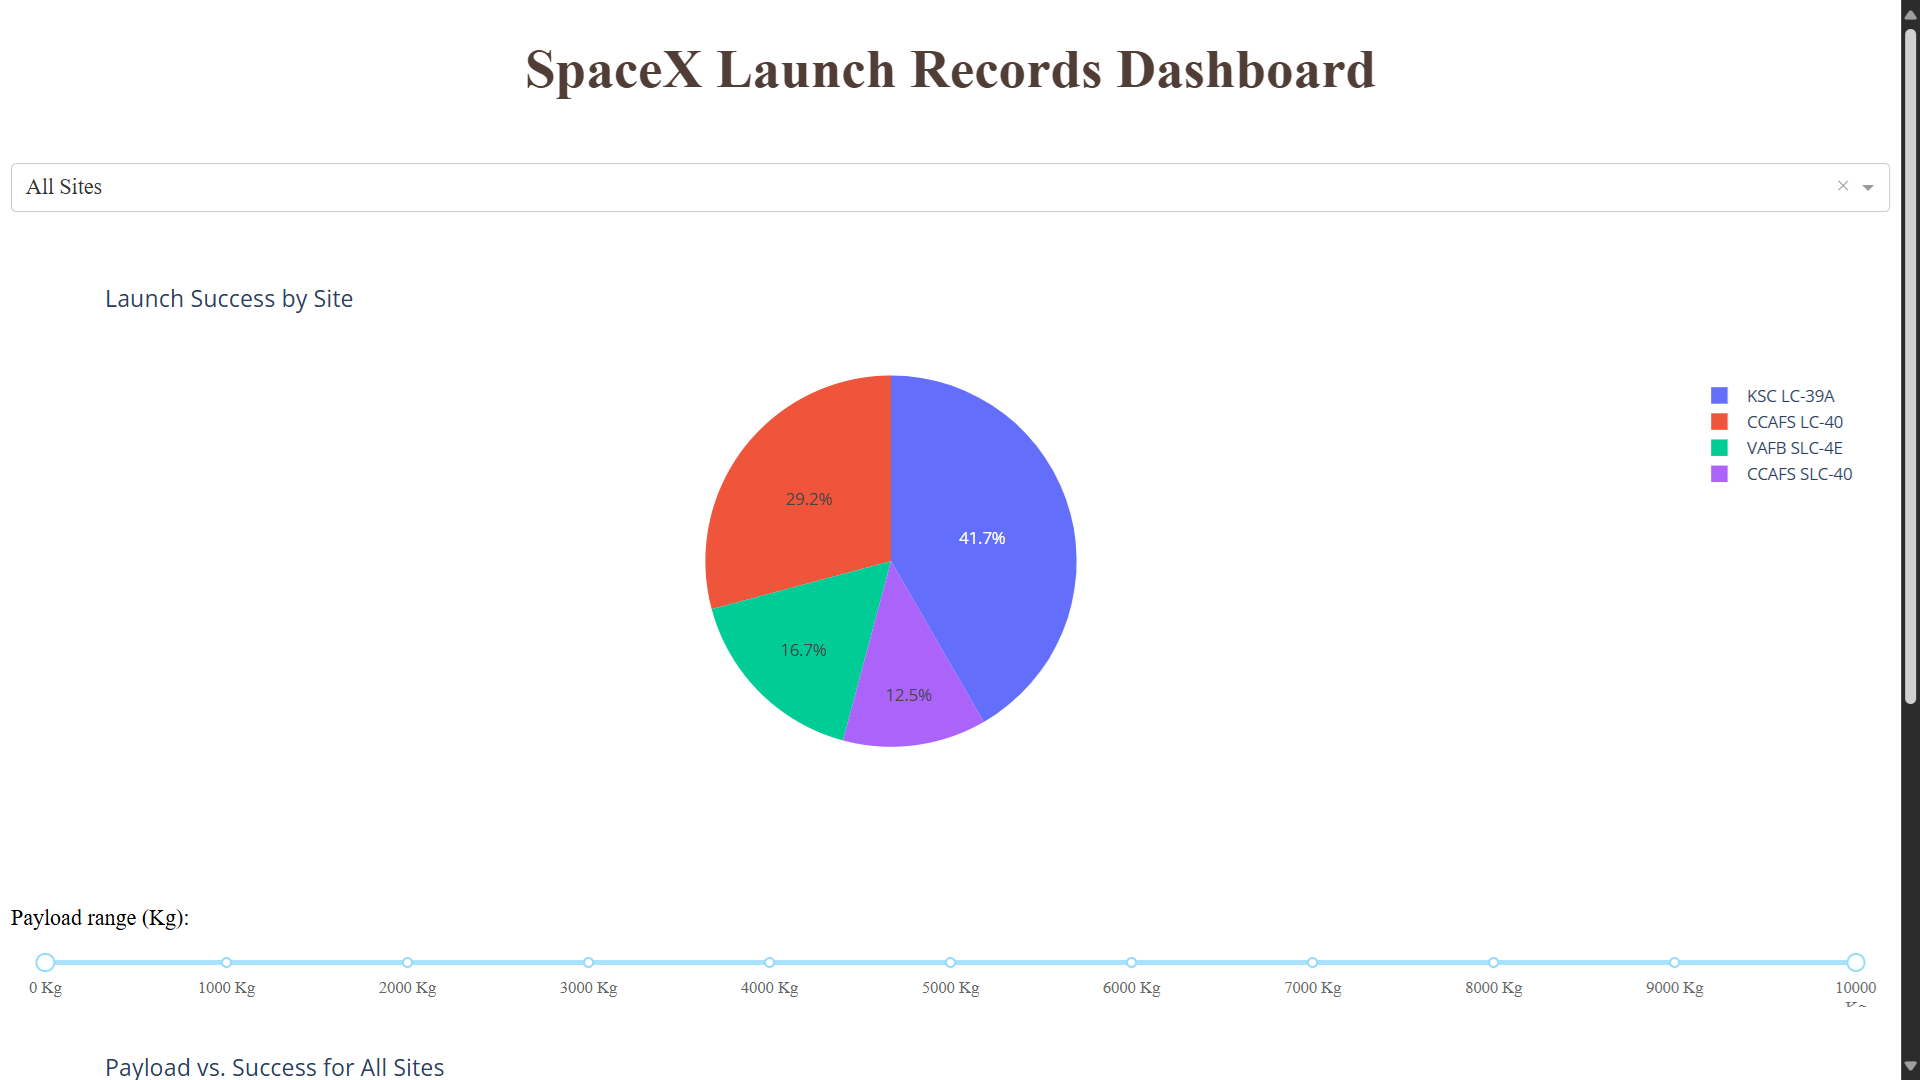 SpaceX Launch Records Dashboard
All Sites
Launch Success by Site
KSC LC-39A
CCAFS LC-40
VAFB SLC-4E
CCAFS SLC-40
29.2%
41.7%
16.7%
12.5%
Payload range (Kg):
0 Kg 1000 Kg 2000 Kg 3000 Kg 4000 Kg 5000 Kg 6000 Kg 7000 Kg 8000 Kg 9000 Kg 10000
Payload vs. Success for All Sites